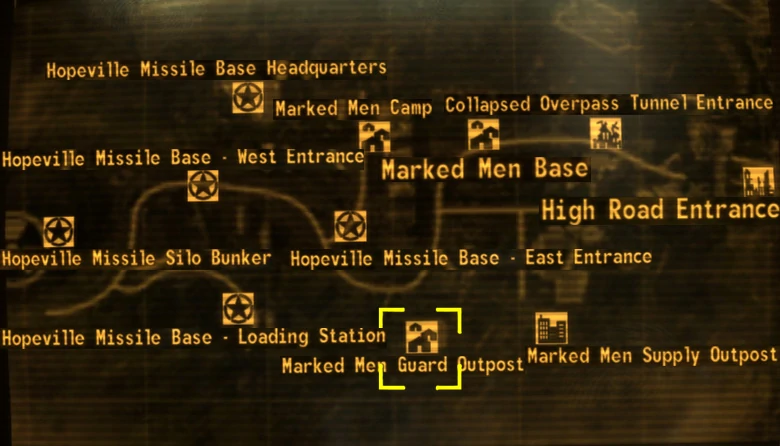 Hopeville Missile Base Headquarters
Marked Men Camp
Collapsed Overpass Tunnel Entrance
Hopeville Missile Base - West Entrance
Marked Men Base
High Road Entrance
Hopeville Missile Silo Bunker
Hopeville Missile Base - East Entrance
Hopeville Missile Base - Loading Station
Marked Men Guard Outpost
Marked Men Supply Outpost